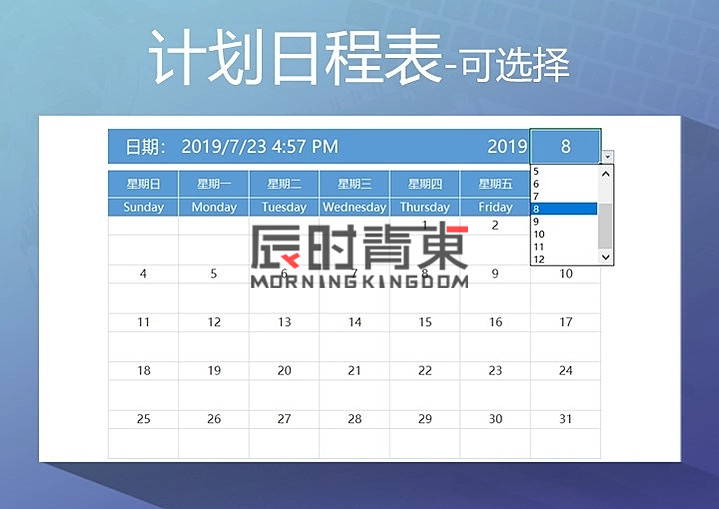 计划日程表-可选择
日期： 2019/7/23 4:57 PM 2019 8
5
6
7
8
9
10
11
12
星期日 星期一 星期二 星期三 星期四 星期五
Sunday Monday Tuesday Wednesday Thursday Friday
1 2
辰时青東
MORNINGKINGDOM
4 5 6 7 8 9 10
11 12 13 14 15 16 17
18 19 20 21 22 23 24
25 26 27 28 29 30 31